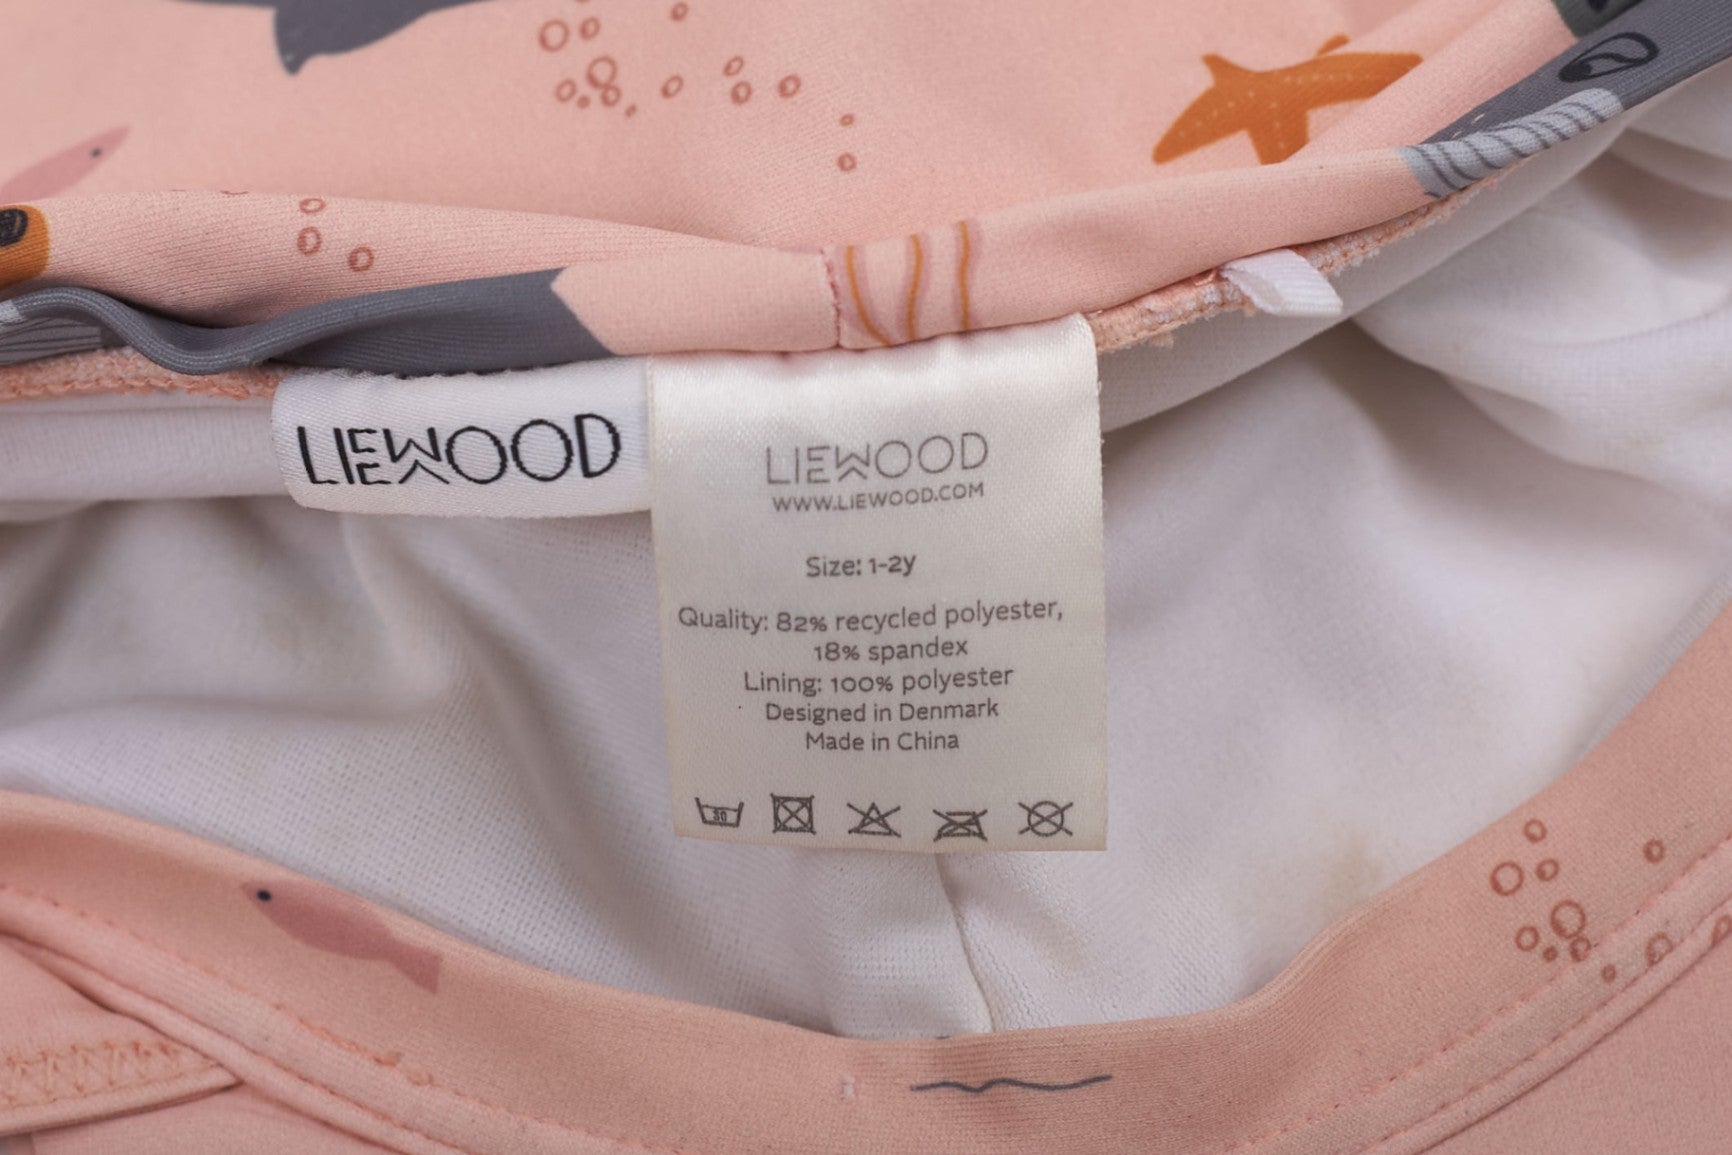 LIEWOOD
LIEWOOD
WWW.LIEWOOD.COM
Size: 1-2y
Quality: 82% recycled polyester,
18% spandex
Lining: 100% polyester
Designed in Denmark
Made in China
30